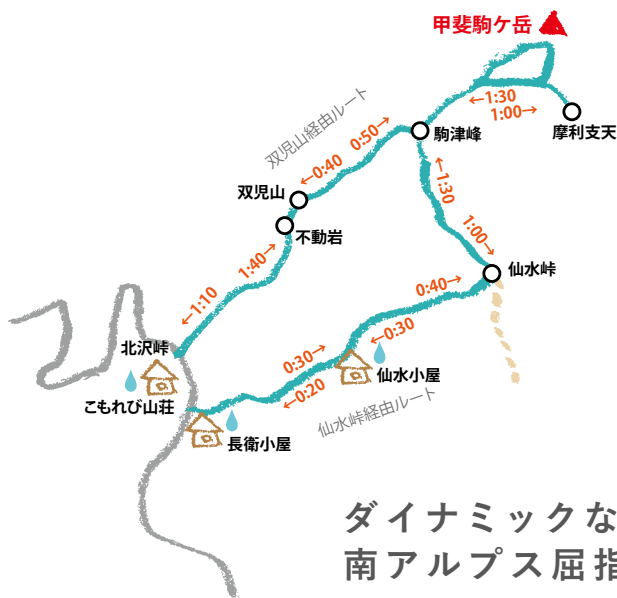 甲斐駒ケ岳
←1:30
1:00→
摩利支天
双児山経由ルート
0:50→
←0:40
駒津峰
双児山
不動岩
←1:30
1:00→
仙水峠
1:40→
←1:10
0:40→
←0:30
北沢峠
0:30→
←0:20
仙水小屋
こもれび山荘
仙水峠経由ルート
長衛小屋
ダイナミックな
南アルプス屈指